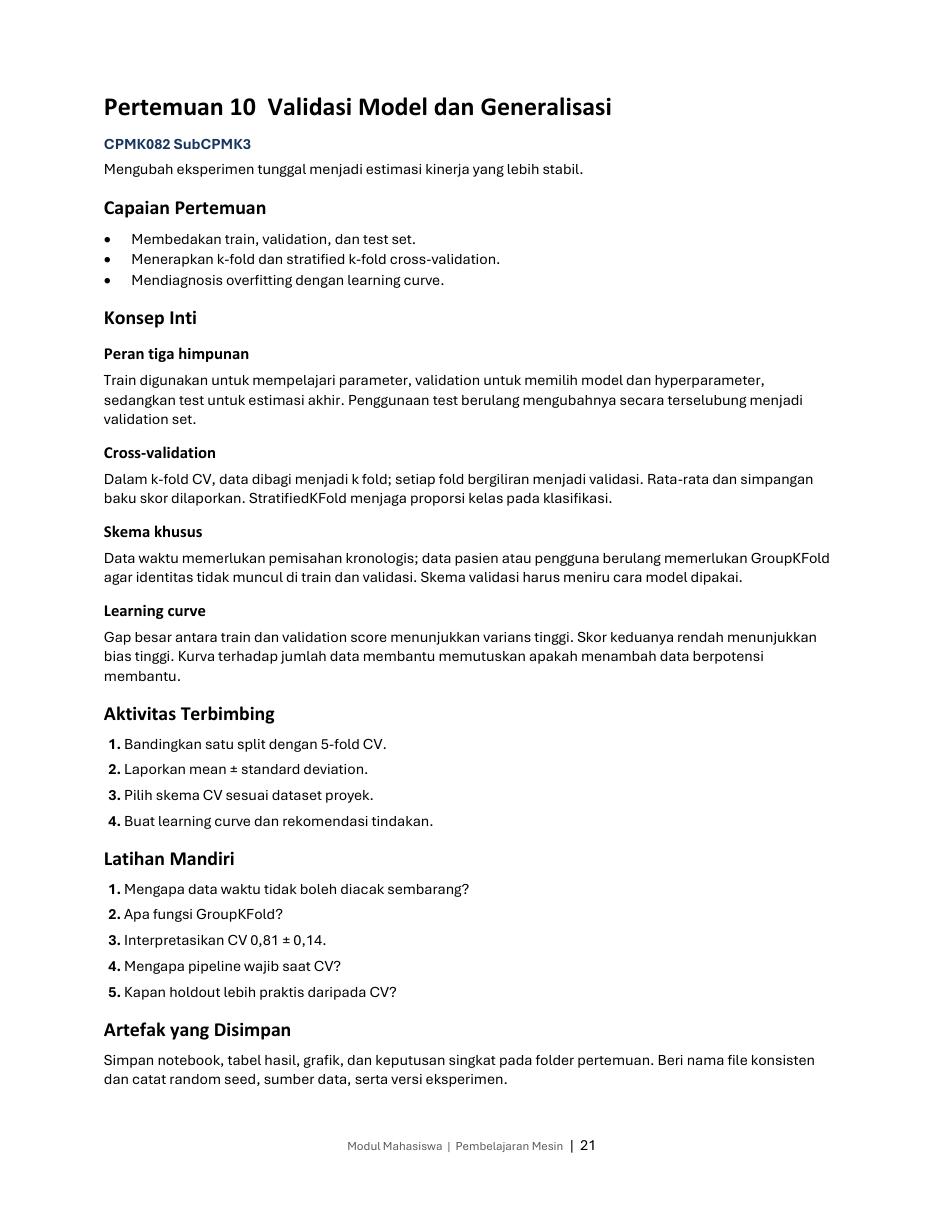 Pertemuan 10  Validasi Model dan Generalisasi
CPMK082 SubCPMK3
Mengubah eksperimen tunggal menjadi estimasi kinerja yang lebih stabil.
Capaian Pertemuan
• Membedakan train, validation, dan test set.
• Menerapkan k-fold dan stratified k-fold cross-validation.
• Mendiagnosis overfitting dengan learning curve.
Konsep Inti
Peran tiga himpunan
Train digunakan untuk mempelajari parameter, validation untuk memilih model dan hyperparameter,
sedangkan test untuk estimasi akhir. Penggunaan test berulang mengubahnya secara terselubung menjadi
validation set.
Cross-validation
Dalam k-fold CV, data dibagi menjadi k fold; setiap fold bergiliran menjadi validasi. Rata-rata dan simpangan
baku skor dilaporkan. StratifiedKFold menjaga proporsi kelas pada klasifikasi.
Skema khusus
Data waktu memerlukan pemisahan kronologis; data pasien atau pengguna berulang memerlukan GroupKFold
agar identitas tidak muncul di train dan validasi. Skema validasi harus meniru cara model dipakai.
Learning curve
Gap besar antara train dan validation score menunjukkan varians tinggi. Skor keduanya rendah menunjukkan
bias tinggi. Kurva terhadap jumlah data membantu memutuskan apakah menambah data berpotensi
membantu.
Aktivitas Terbimbing
1. Bandingkan satu split dengan 5-fold CV.
2. Laporkan mean ± standard deviation.
3. Pilih skema CV sesuai dataset proyek.
4. Buat learning curve dan rekomendasi tindakan.
Latihan Mandiri
1. Mengapa data waktu tidak boleh diacak sembarang?
2. Apa fungsi GroupKFold?
3. Interpretasikan CV 0,81 ± 0,14.
4. Mengapa pipeline wajib saat CV?
5. Kapan holdout lebih praktis daripada CV?
Artefak yang Disimpan
Simpan notebook, tabel hasil, grafik, dan keputusan singkat pada folder pertemuan. Beri nama file konsisten
dan catat random seed, sumber data, serta versi eksperimen.
Modul Mahasiswa | Pembelajaran Mesin | 21